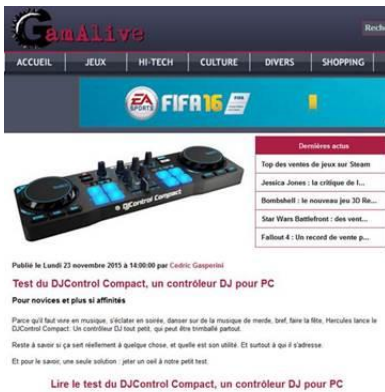 GamAlive
Rech
ACCUEIL JEUX HI-TECH CULTURE DIVERS SHOPPING
EA SPORTS FIFA 16
Dernières actus
Top des ventes de jeux sur Steam
Jessica Jones : la critique de l...
Bombshell : le nouveau jeu 3D Re...
Star Wars Battlefront : des vent...
Fallout 4 : Un record de vente p...
DJControl Compact
Publié le Lundi 23 novembre 2015 à 14:00:00 par Cedric Gasperini
Test du DJControl Compact, un contrôleur DJ pour PC
Pour novices et plus si affinités
Parce qu'il faut vivre en musique, s'éclater en soirée, danser sur de la musique de merde, bref, faire la fête, Hercules lance le
DJControl Compact. Un contrôleur DJ tout petit, qui peut être trimballé partout.
Reste à savoir si ça sert réellement à quelque chose, et quelle est son utilité. Et surtout à qui il s'adresse.
Et pour le savoir, une seule solution : jeter un oeil à notre petit test.
Lire le test du DJControl Compact, un contrôleur DJ pour PC